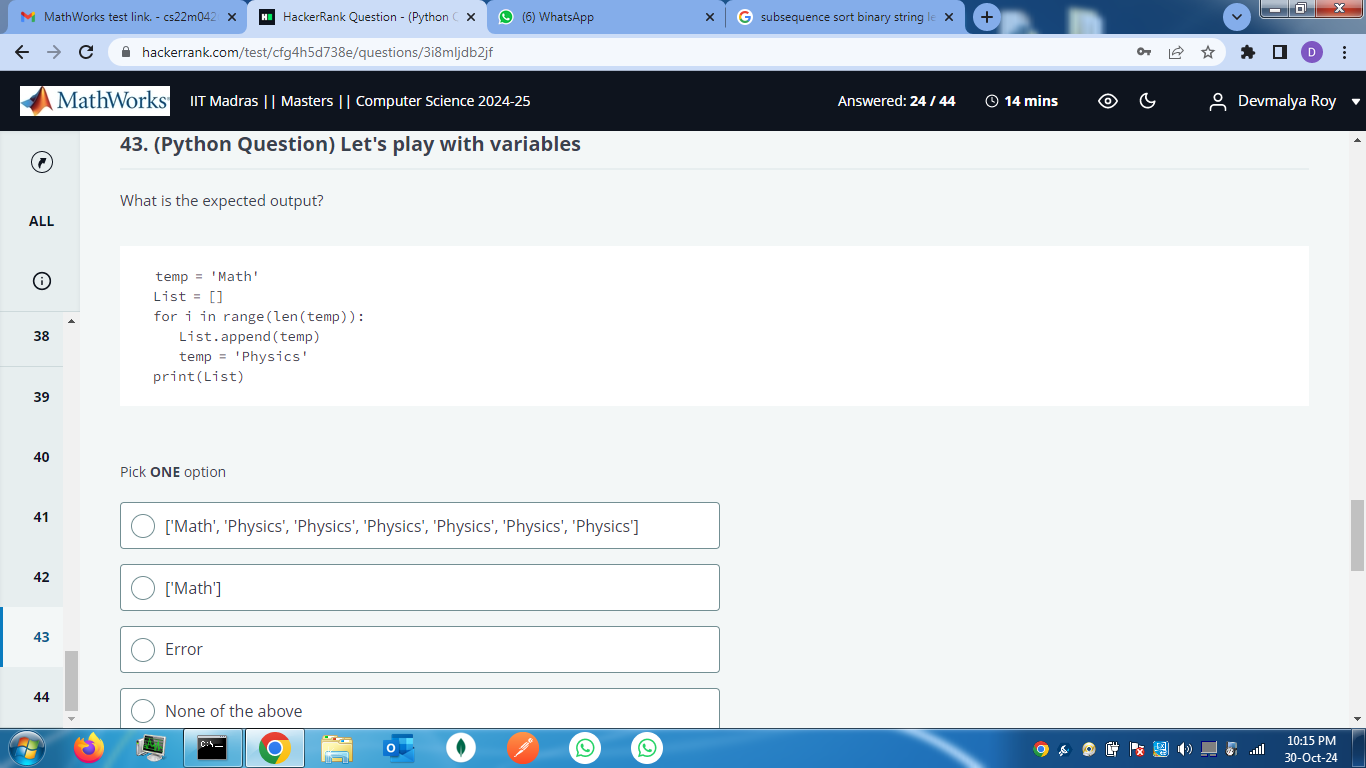 MathWorks test link. - cs22m042
HackerRank Question - (Python Q
(6) WhatsApp
subsequence sort binary string le
hackerrank.com/test/cfg4h5d738e/questions/3i8mljdb2jf
D
MathWorks
IIT Madras || Masters || Computer Science 2024-25
Answered: 24 / 44
14 mins
Devmalya Roy
43. (Python Question) Let's play with variables
ALL
What is the expected output?
temp = 'Math'
List = []
for i in range(len(temp)):
List.append(temp)
temp = 'Physics'
print(List)
38
39
40
41
42
43
44
Pick ONE option
['Math', 'Physics', 'Physics', 'Physics', 'Physics', 'Physics', 'Physics']
['Math']
Error
None of the above
10:15 PM
30-Oct-24